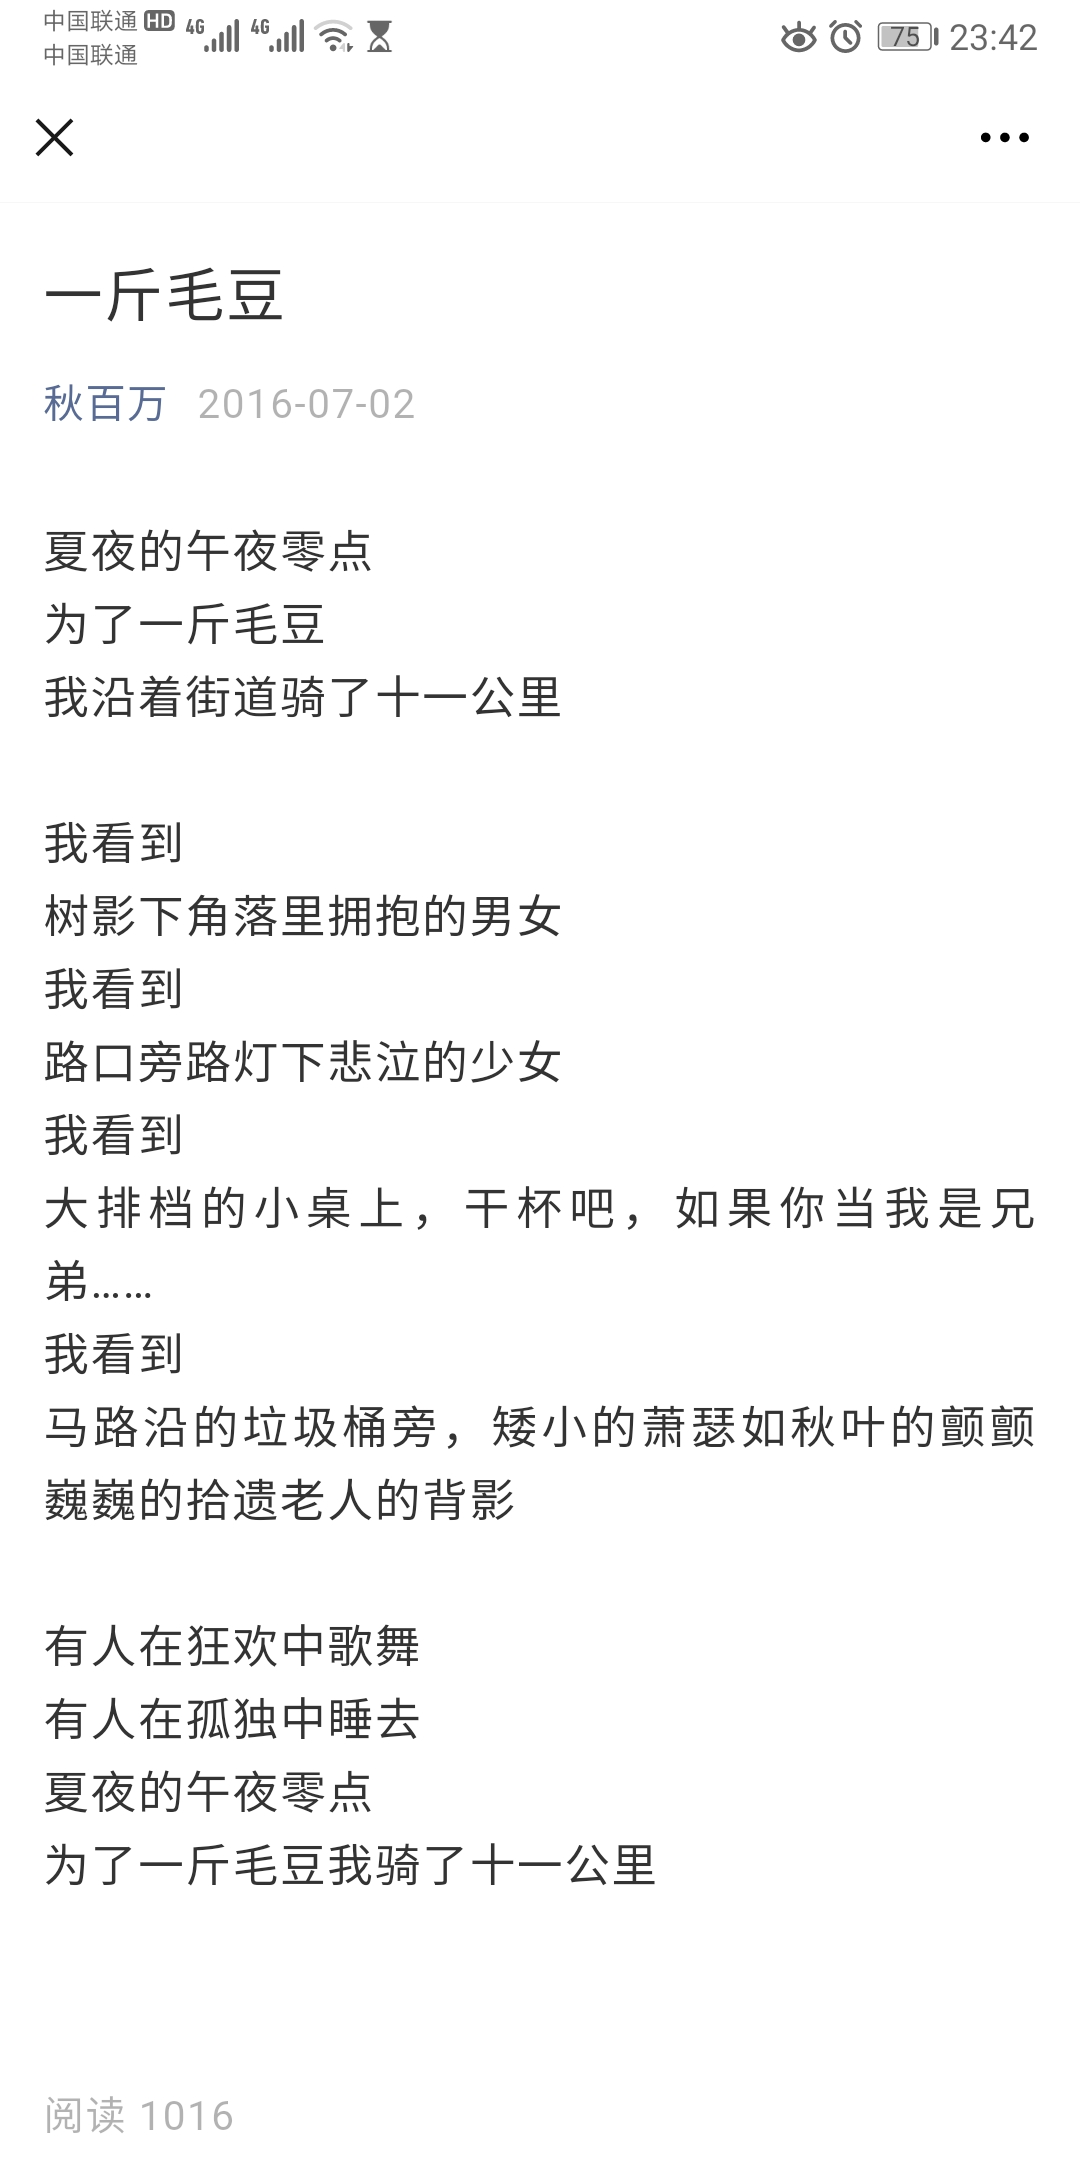 中国联通 HD 4G 4G 75 23:42
中国联通
一斤毛豆
秋百万 2016-07-02
夏夜的午夜零点
为了一斤毛豆
我沿着街道骑了十一公里
我看到
树影下角落里拥抱的男女
我看到
路口旁路灯下悲泣的少女
我看到
大排档的小桌上，干杯吧，如果你当我是兄
弟……
我看到
马路沿的垃圾桶旁，矮小的萧瑟如秋叶的颤颤
巍巍的拾遗老人的背影
有人在狂欢中歌舞
有人在孤独中睡去
夏夜的午夜零点
为了一斤毛豆我骑了十一公里
阅读 1016